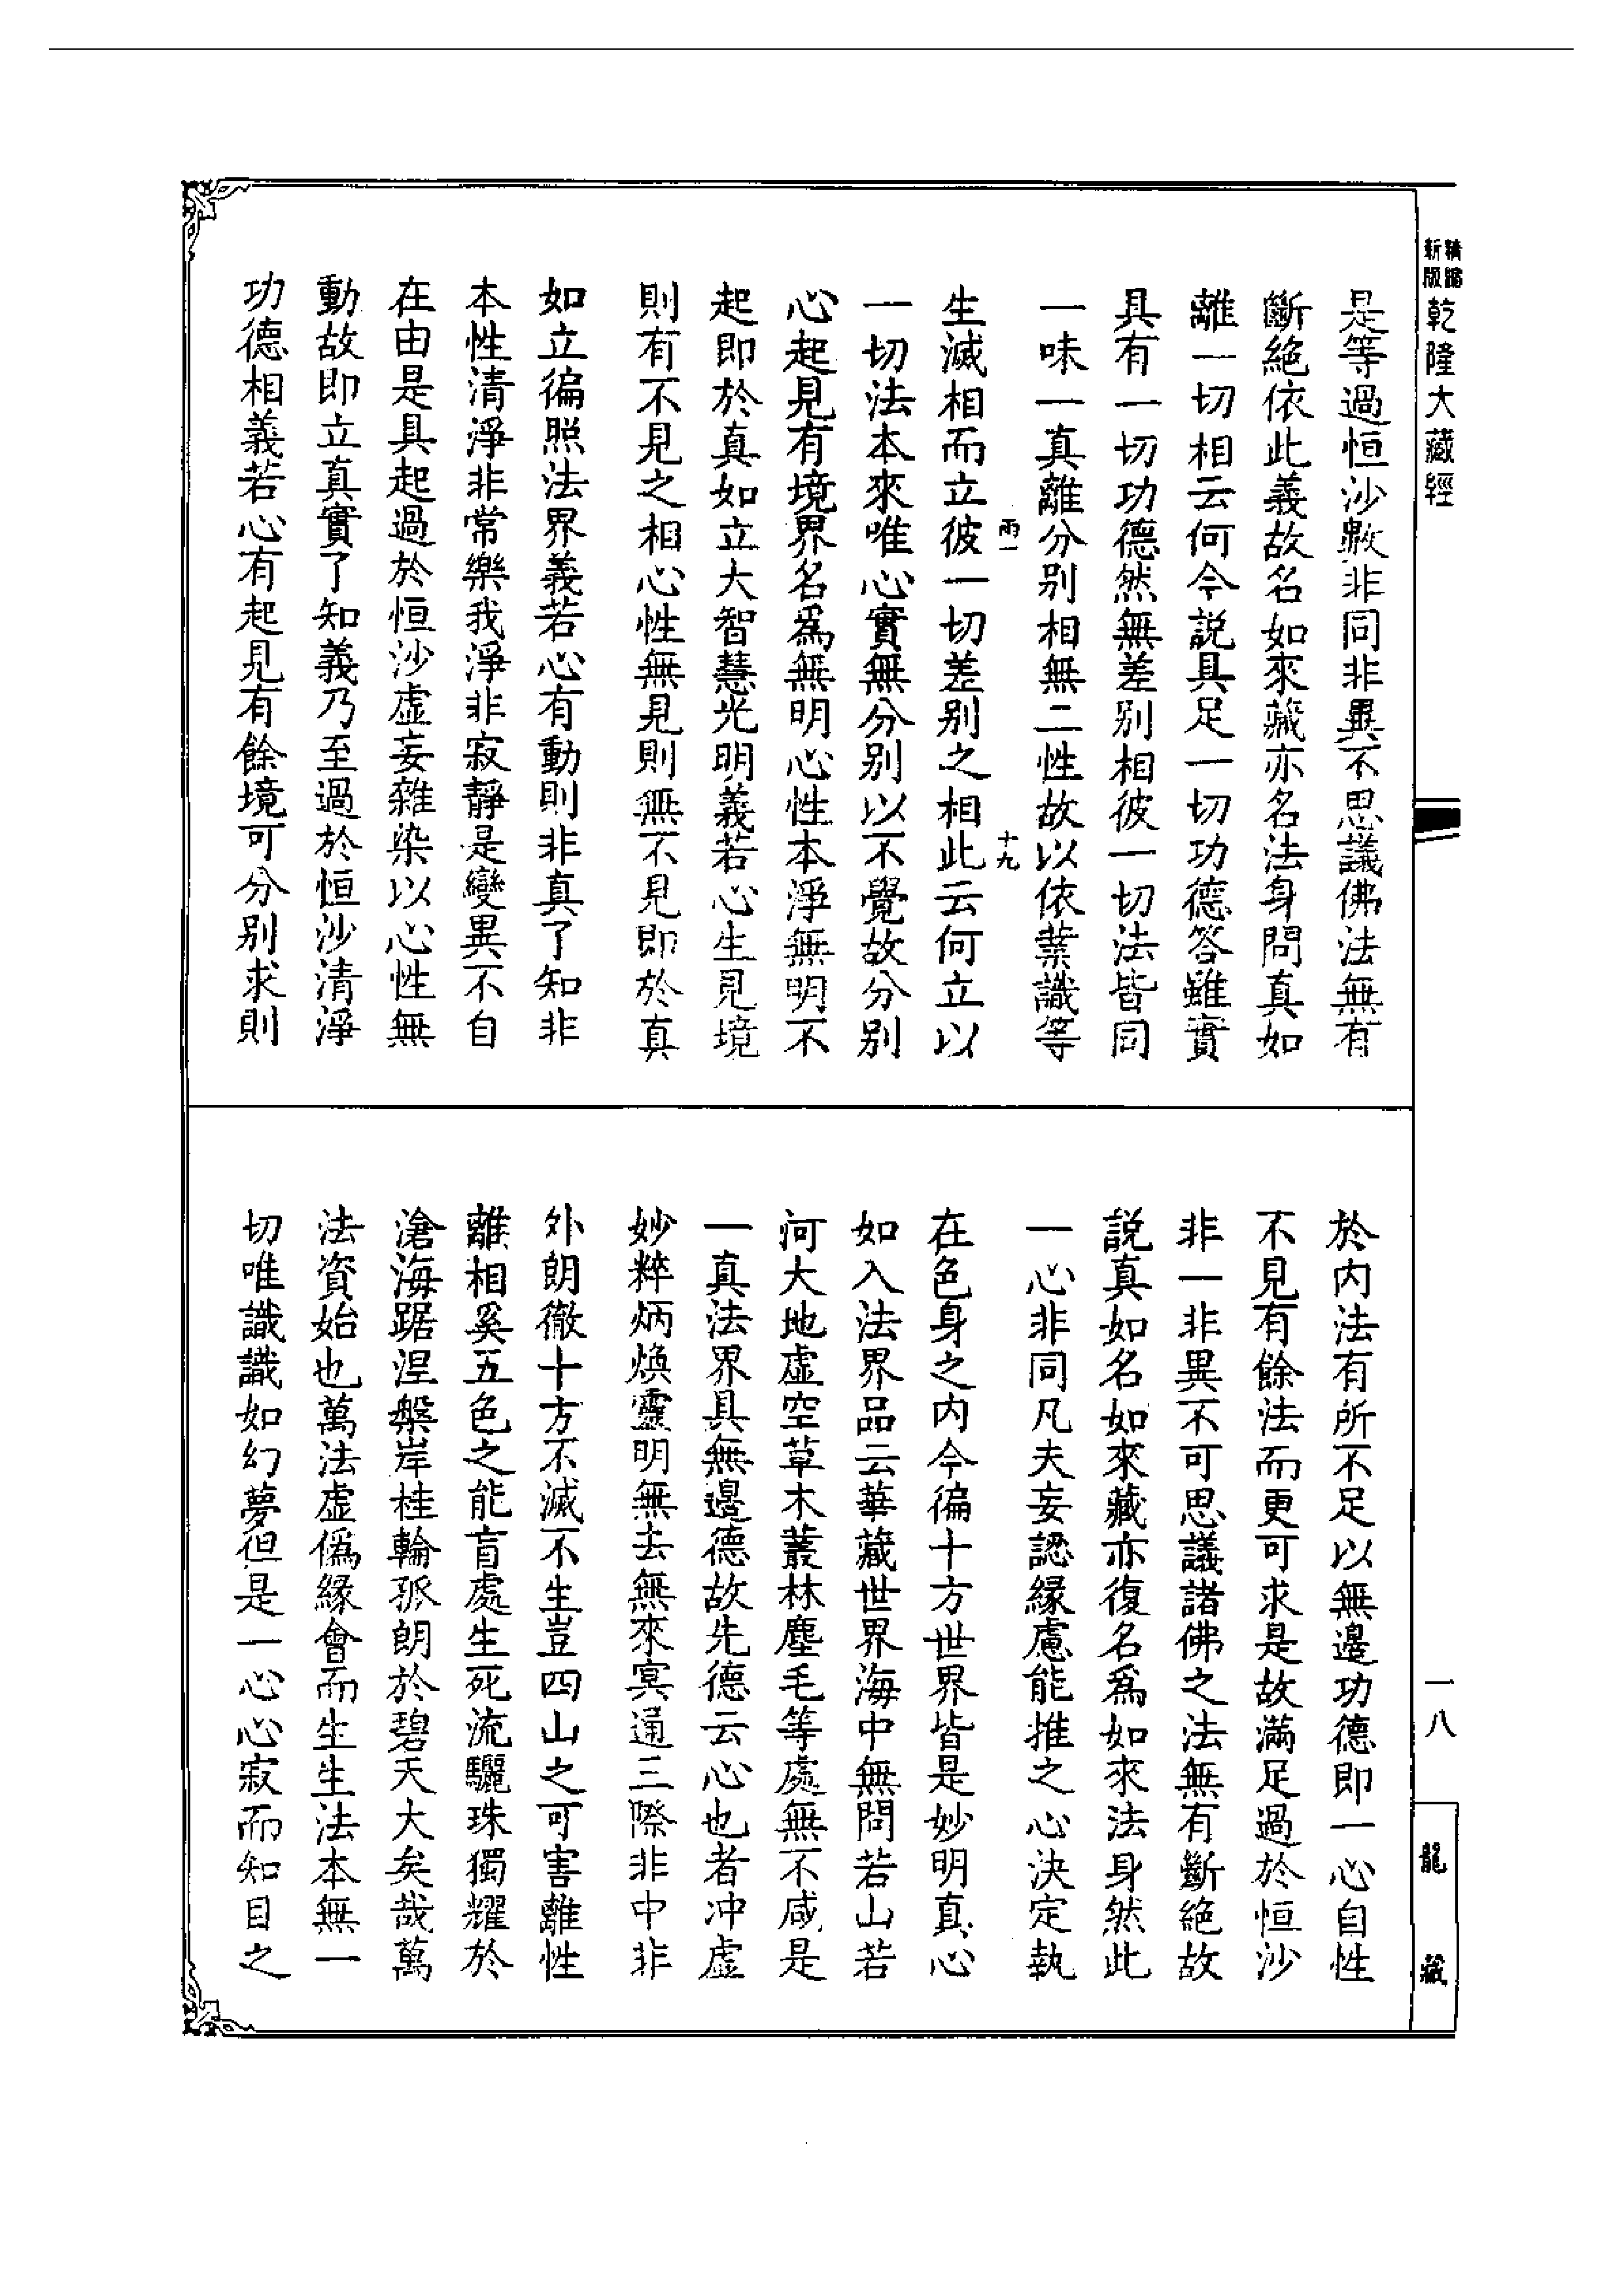 精縮
新版
乾隆大藏經
是等過恒沙數非同非異不思議佛法無有
斷絕依此義故名如來藏亦名法身問真如
離一切相云何今説具足一切功德答雖實
具有一切功德然無差别相彼一切法皆同
一味一真離分别相無二性故以依業識等
雨一
十九
生滅相而立彼一切差别之相此云何立以
一切法本來唯心實無分别以不覺故分别
心起見有境界名爲無明心性本淨無明不
起即於真如立大智慧光明義若心生見境
則有不見之相心性無見則無不見即於真
如立徧照法界義若心有動則非真了知非
本性清淨非常樂我淨非寂靜是變異不自
在由是具起過於恒沙虛妄雜染以心性無
動故即立真實了知義乃至過於恒沙清淨
功德相義若心有起見有餘境可分别求則
於内法有所不足以無邊功德即一心自性
不見有餘法而更可求是故滿足過於恒沙
非一非異不可思議諸佛之法無有斷絕故
説真如名如來藏亦復名爲如來法身然此
一心非同凡夫妄認緣慮能推之心決定執
在色身之内今徧十方世界皆是妙明真心
如入法界品云華藏世界海中無問若山若
河大地虛空草木叢林塵毛等處無不咸是
一真法界具無邊德故先德云心也者冲虛
妙粹炳煥靈明無去無來冥通三際非中非
外朗徹十方不滅不生豈四山之可害離性
離相奚五色之能盲處生死流驪珠獨耀於
滄海踞涅槃岸桂輪孤朗於碧天大矣哉萬
法資始也萬法虛僞緣會而生生法本無一
切唯識識如幻夢但是一心心寂而知目之
一八
龍藏